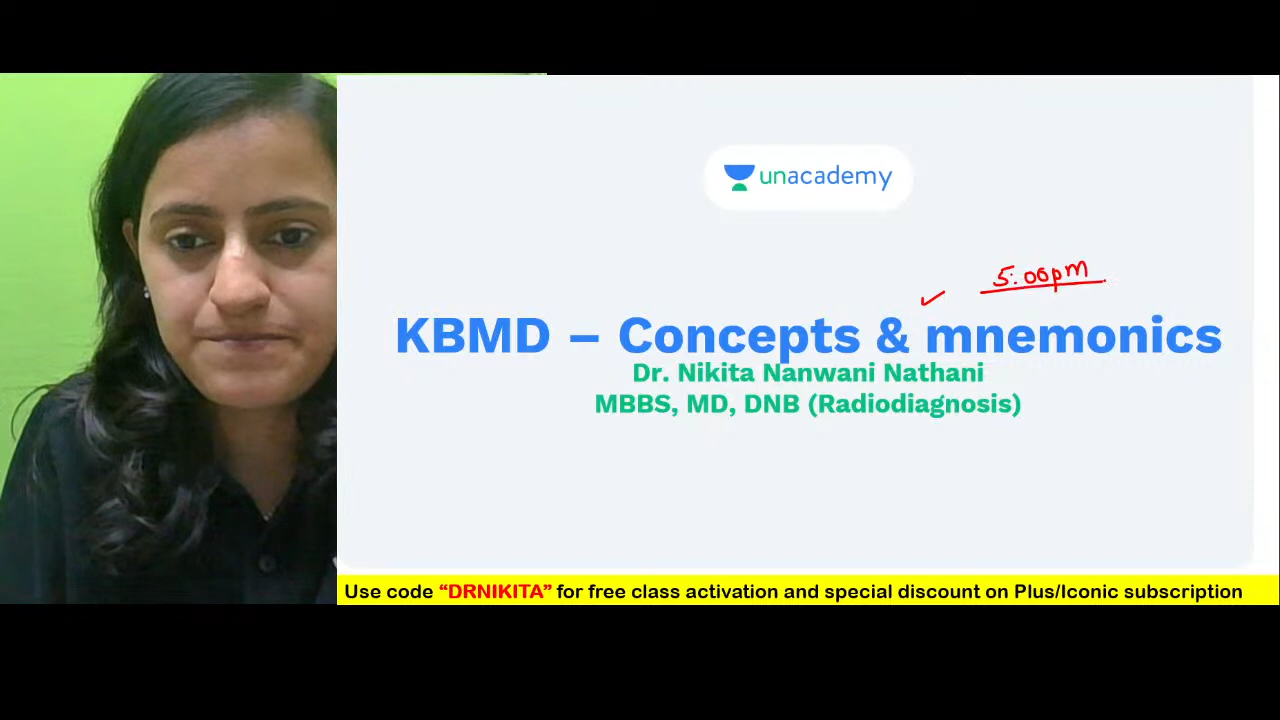 unacademy
5:00pm
KBMD – Concepts & mnemonics
Dr. Nikita Nanwani Nathani
MBBS, MD, DNB (Radiodiagnosis)
Use code “DRNIKITA” for free class activation and special discount on Plus/Iconic subscription